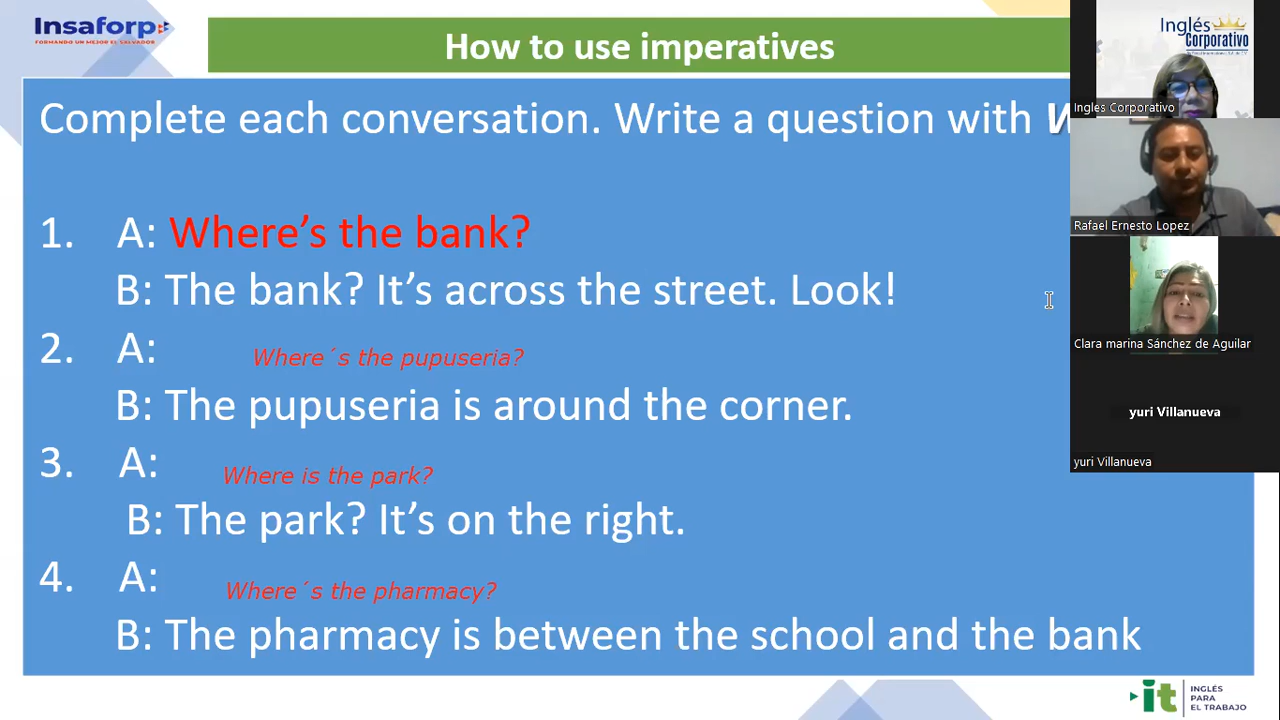 Insaforp
FORMANDO UN MEJOR EL SALVADOR
How to use imperatives
Complete each conversation. Write a question with
1. A: Where's the bank?
B: The bank? It's across the street. Look!
2. A: Where´s the pupuseria?
B: The pupuseria is around the corner.
3. A: Where is the park?
B: The park? It's on the right.
4. A: Where´s the pharmacy?
B: The pharmacy is between the school and the bank
Inglés
Corporativo
Ingles Corporativo
Rafael Ernesto Lopez
Clara marina Sánchez de Aguilar
yuri Villanueva
yuri Villanueva
it
INGLÉS
PARA
EL TRABAJO